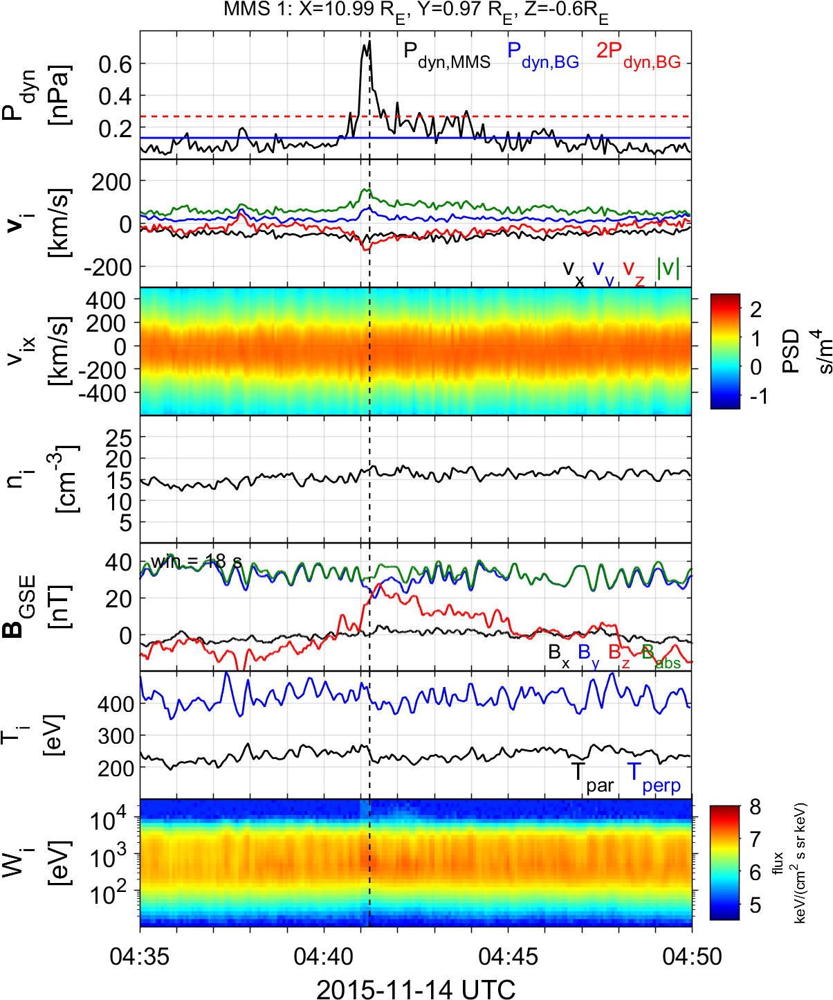 MMS 1: X=10.99 R_E, Y=0.97 R_E, Z=-0.6R_E
P_dyn [nPa]
0.6
0.4
0.2
P_dyn,MMS P_dyn,BG 2P_dyn,BG
v_i [km/s]
200
0
-200
v_x v_y v_z |v|
v_ix [km/s]
400
200
0
-200
-400
2
1
0
-1
PSD s/m^4
n_i [cm^-3]
25
20
15
10
5
B_GSE [nT]
40
20
0
win = 18 s
B_x B_y B_z B_abs
T_i [eV]
400
300
200
T_par T_perp
W_i [eV]
10^4
10^3
10^2
8
7
6
5
flux keV/(cm^2 s sr keV)
04:35 04:40 04:45 04:50
2015-11-14 UTC